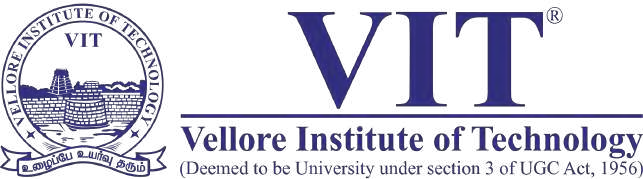 VELLORE INSTITUTE OF TECHNOLOGY
VIT
உழைப்பே உயர்வு தரும்
VIT®
Vellore Institute of Technology
(Deemed to be University under section 3 of UGC Act, 1956)